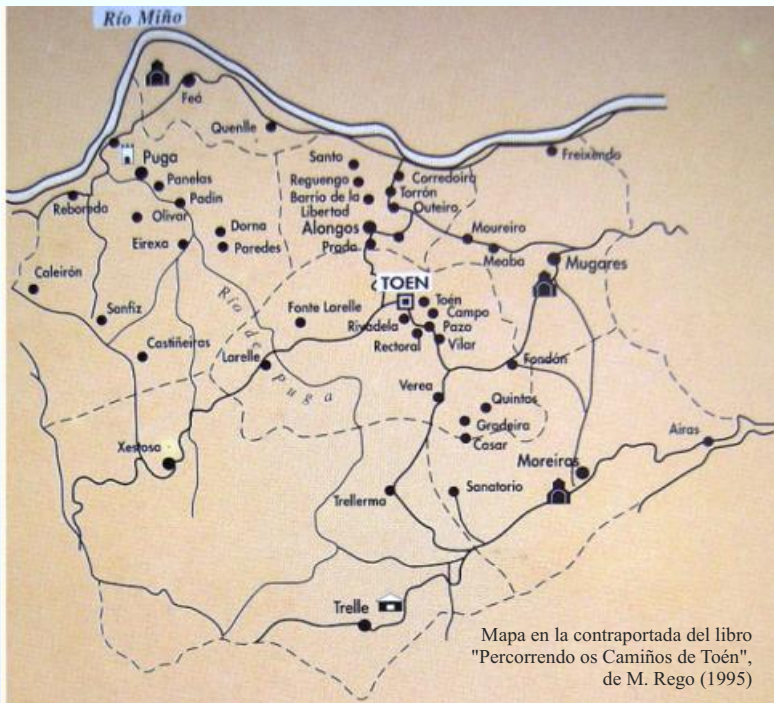 Río Miño
Feá
Quenlle
Santo
Freixendo
Puga
Corredoira
Panelas
Reguengo
Torrón
Reboredo
Padín
Barrio de la
Libertad
Outeiro
Olivar
Dorna
Alongos
Moureiro
Eirexa
Paredes
Prado
Meaba
Mugares
Caleirón
TOEN
Toén
Sanfiz
Río de puga
Fonte Larelle
Campo
Rivadela
Pazo
Castiñeiras
Rectoral
Vilar
Larelle
Fondón
Verea
Quintos
Gradeira
Airas
Xestosa
Casar
Moreiras
Trellerma
Sanatorio
Trelle
Mapa en la contraportada del libro
"Percorrendo os Camiños de Toén",
de M. Rego (1995)